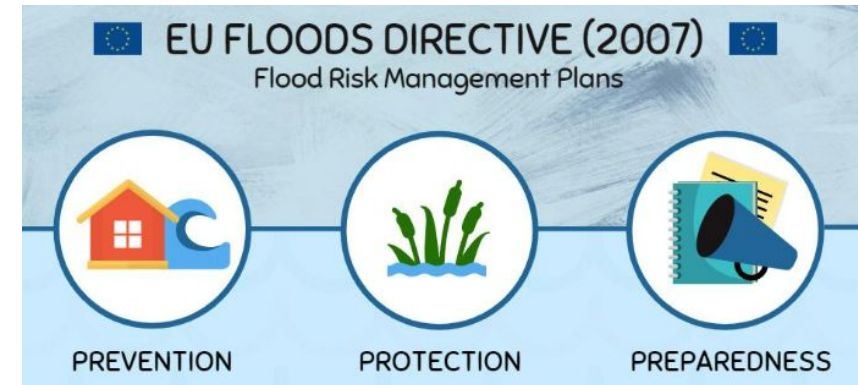 EU FLOODS DIRECTIVE (2007)
Flood Risk Management Plans
PREVENTION
PROTECTION
PREPAREDNESS